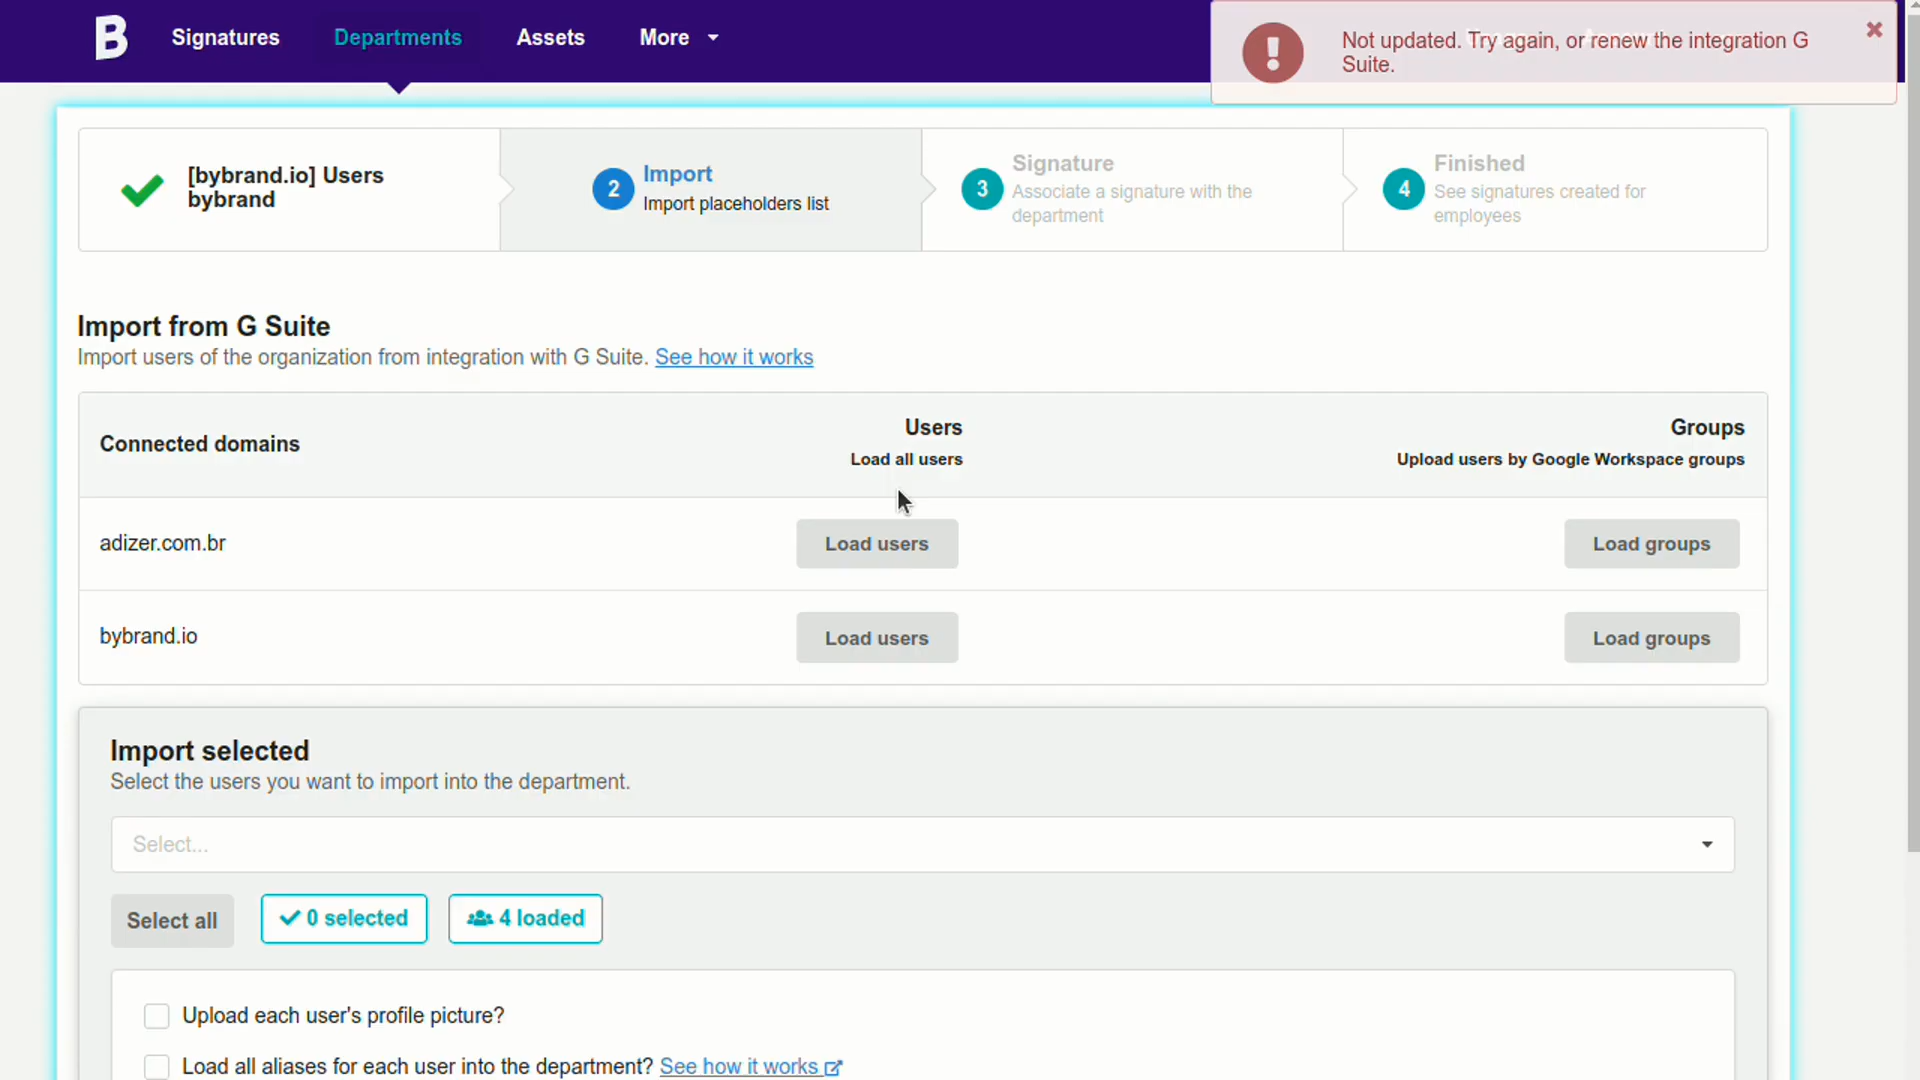 B
Signatures
Departments
Assets
More
Not updated. Try again, or renew the integration G
Suite.
[bybrand.io] Users
bybrand
2
Import
Import placeholders list
3
Signature
Associate a signature with the
department
4
Finished
See signatures created for
employees
Import from G Suite
Import users of the organization from integration with G Suite. See how it works
Connected domains
Users
Load all users
Groups
Upload users by Google Workspace groups
adizer.com.br
Load users
Load groups
bybrand.io
Load users
Load groups
Import selected
Select the users you want to import into the department.
Select...
Select all
0 selected
4 loaded
Upload each user's profile picture?
Load all aliases for each user into the department? See how it works